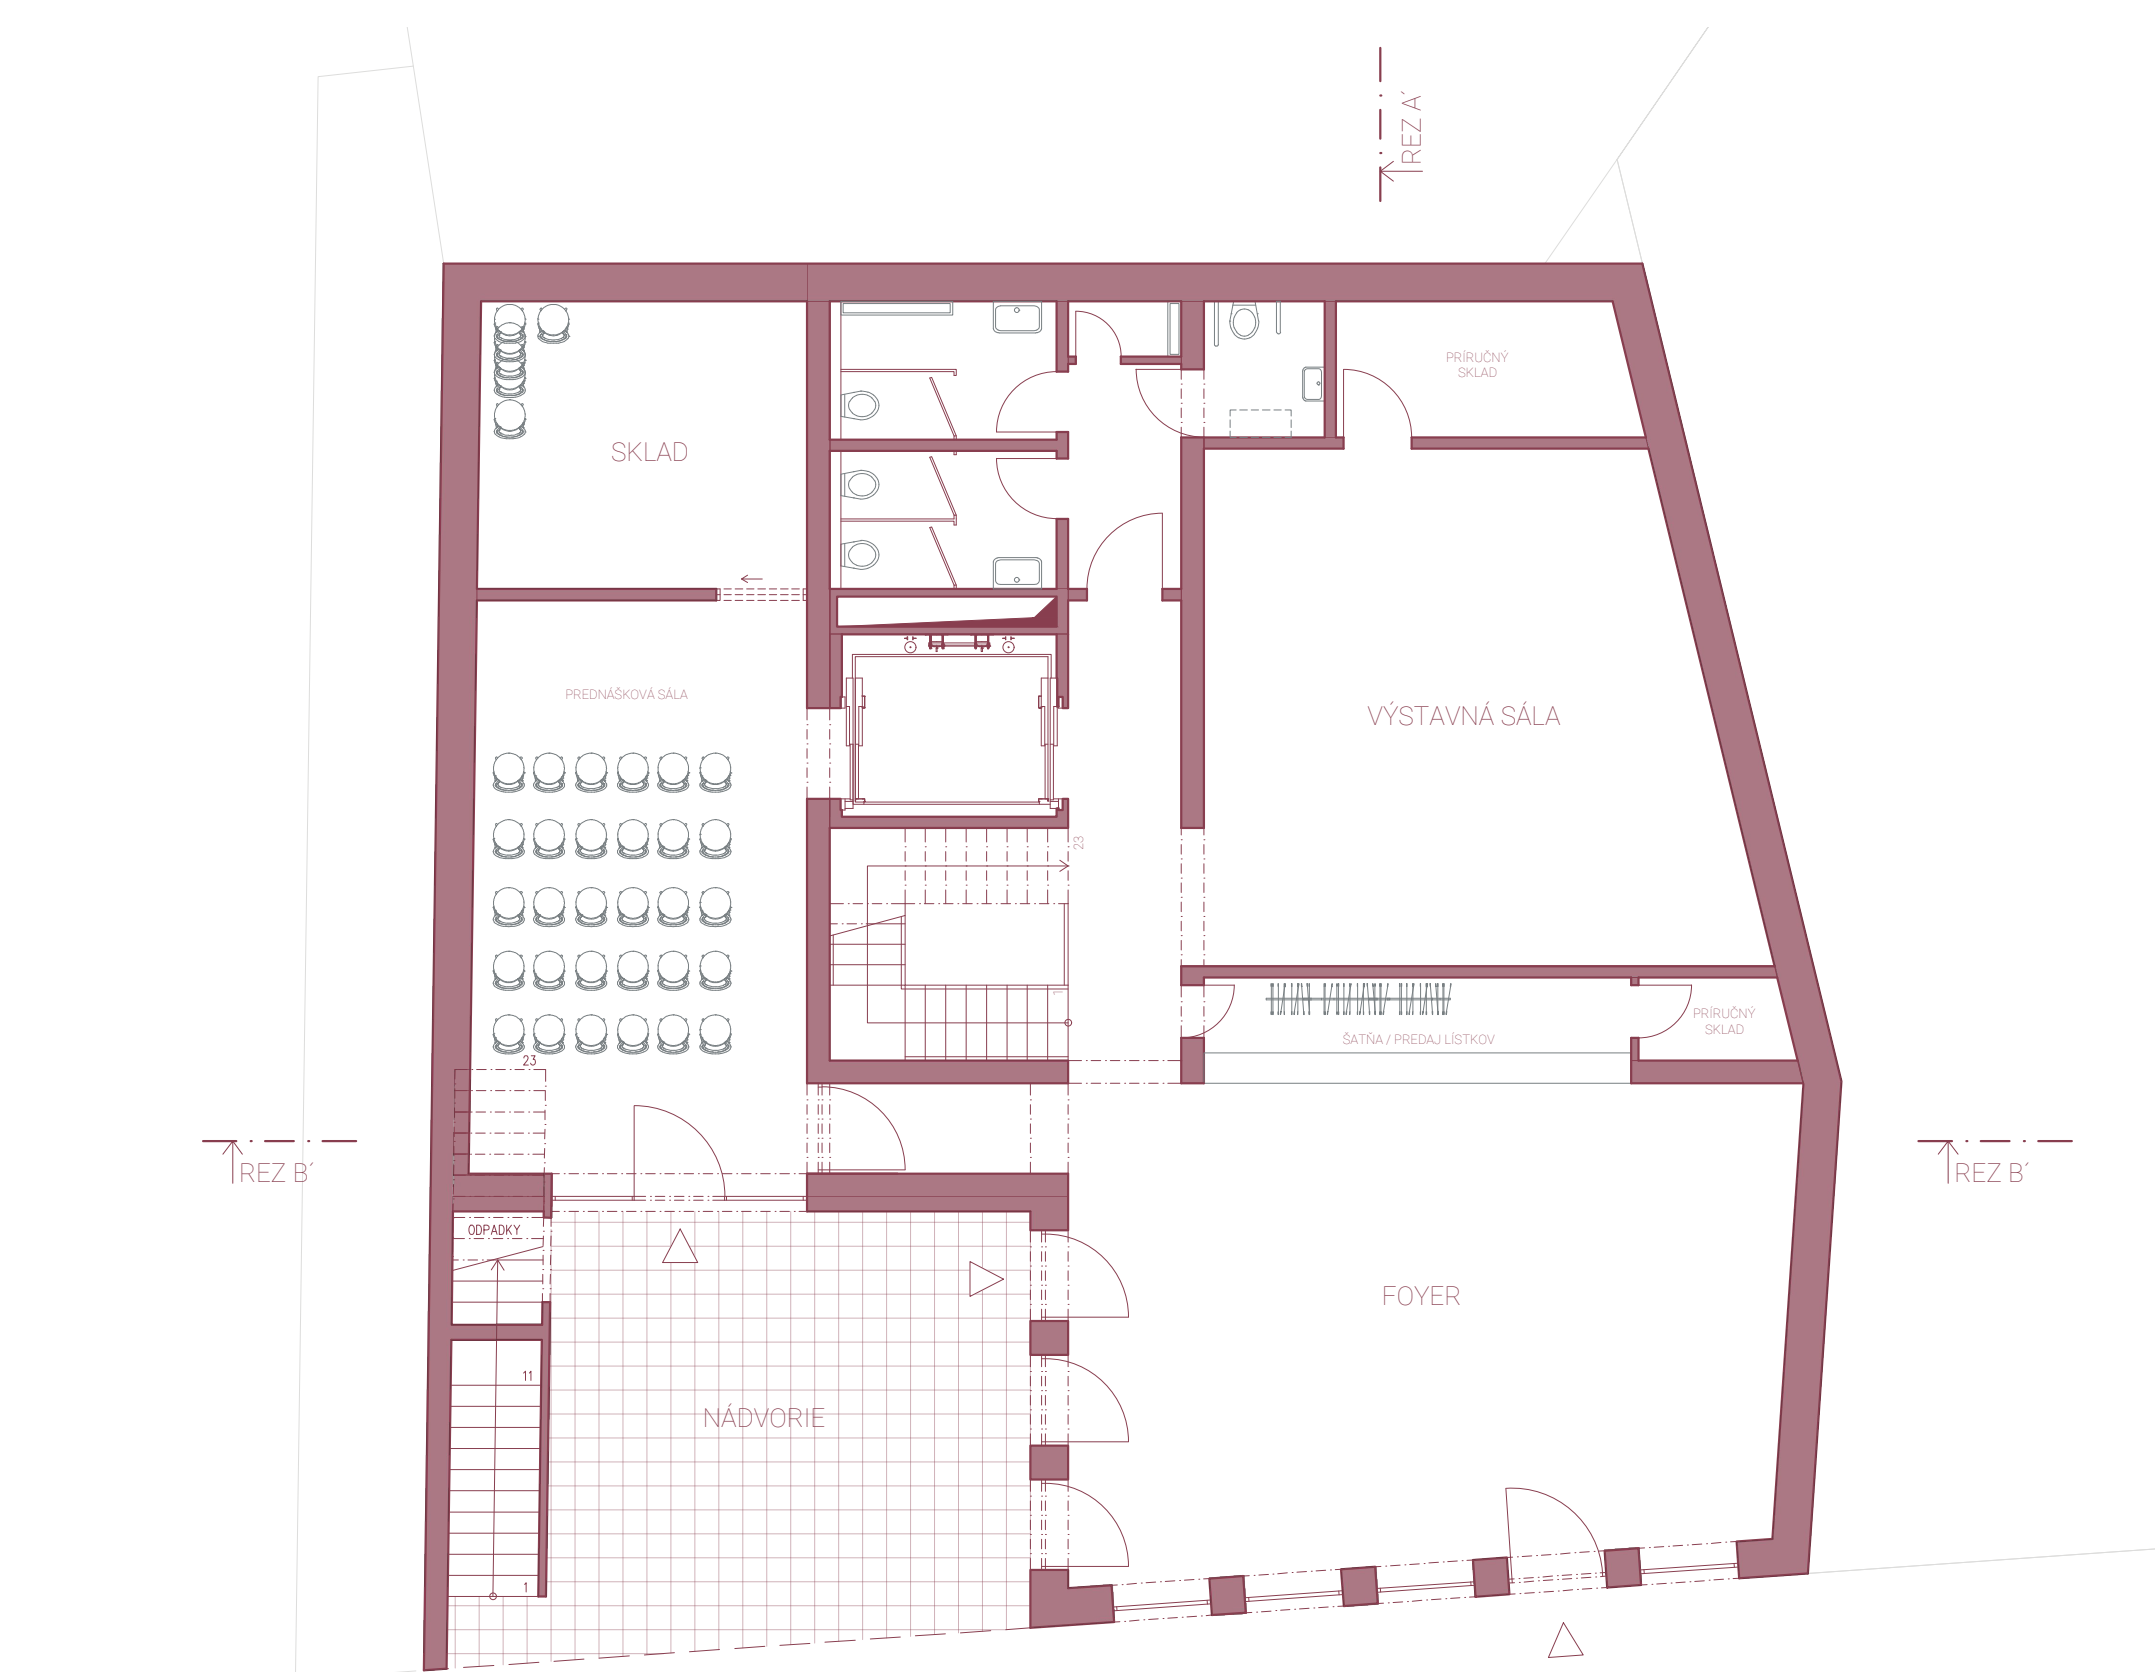 REZ A´
PRÍRUČNÝ
SKLAD
SKLAD
PREDNÁŠKOVÁ SÁLA
VÝSTAVNÁ SÁLA
23
1
PRÍRUČNÝ
SKLAD
ŠATŇA / PREDAJ LÍSTKOV
23
REZ B´
REZ B´
ODPADKY
FOYER
11
NÁDVORIE
1